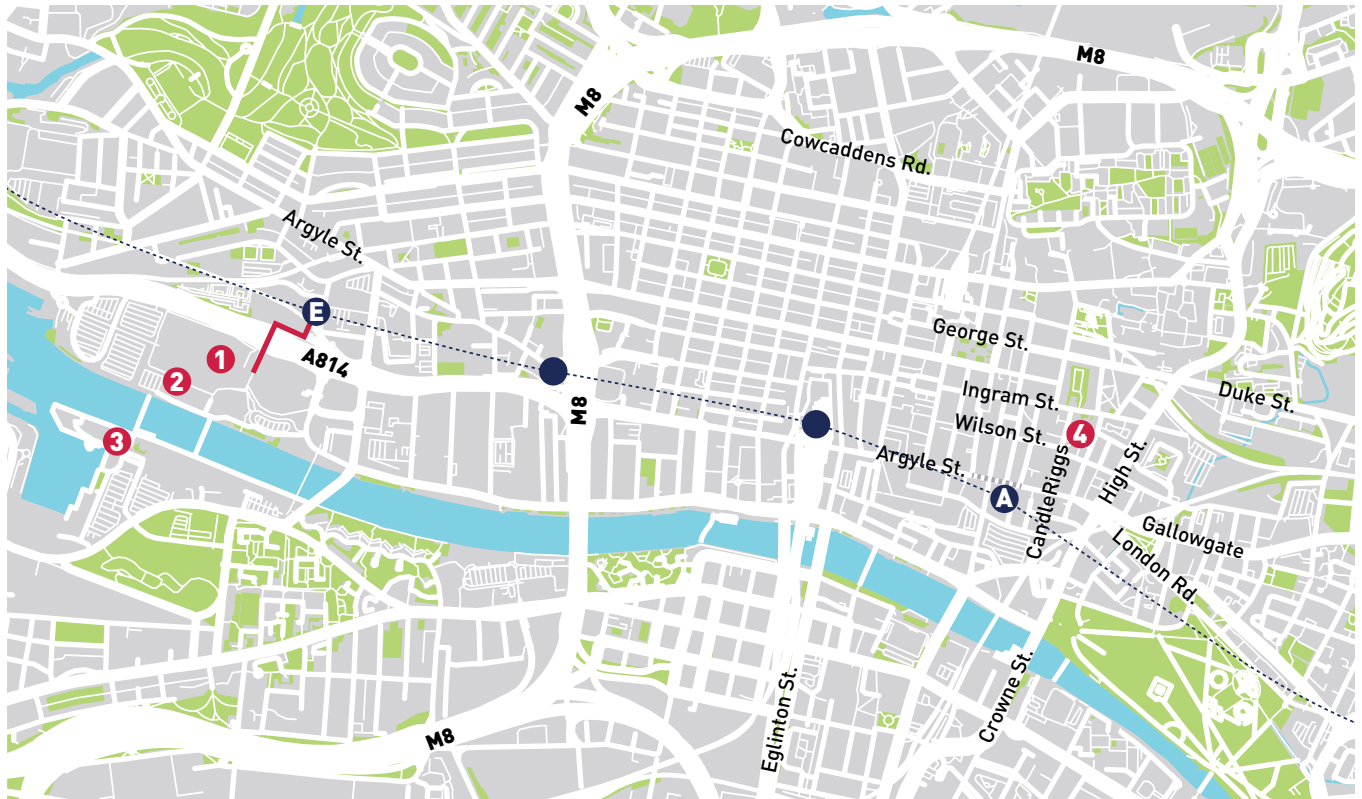 M8
M8
Cowcaddens Rd.
Argyle St.
E
George St.
A814
1
2
M8
Ingram St.
Duke St.
Wilson St.
4
3
Argyle St.
High St.
CandleRiggs
A
Gallowgate
London Rd.
Crowne St.
Eglinton St.
M8